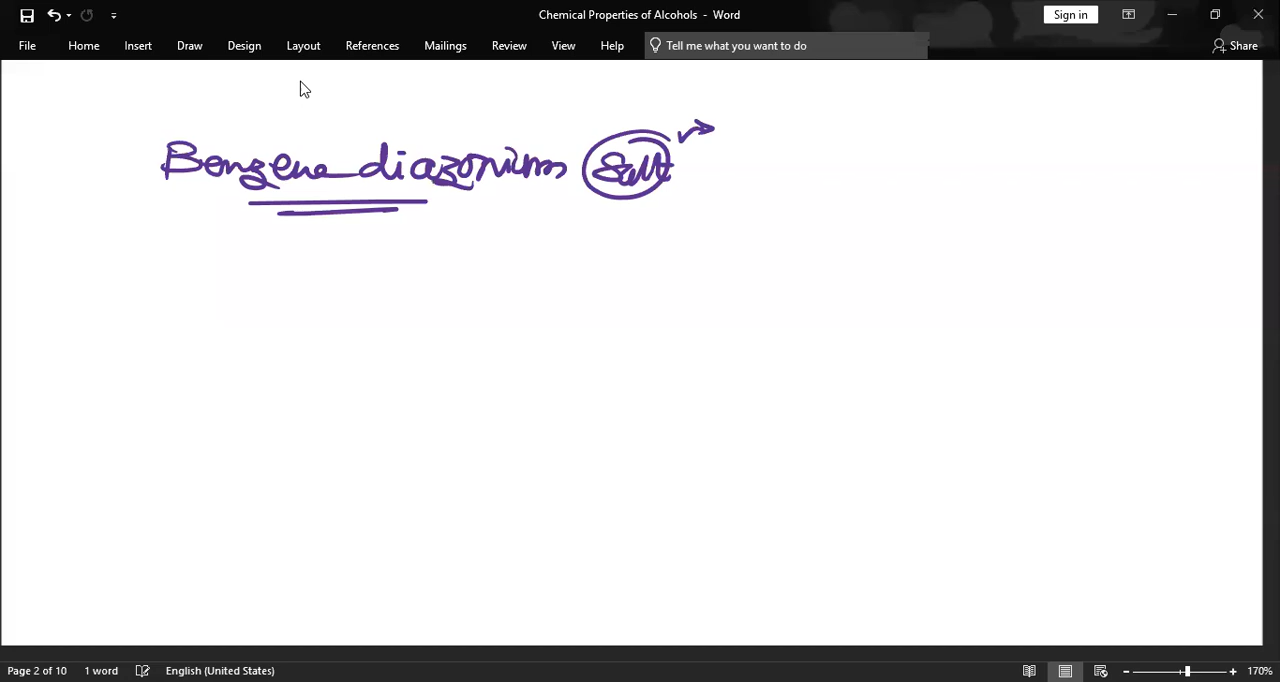 Chemical Properties of Alcohols - Word
Sign in
File Home Insert Draw Design Layout References Mailings Review View Help Tell me what you want to do Share
Benzene diazonium Salt
Page 2 of 10 1 word English (United States) 170%